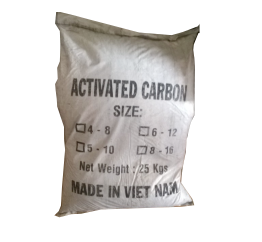 ACTIVATED CARBON
SIZE:
4 - 8 6 - 12
5 - 10 8 - 16
Net Weight : 25 Kgs
MADE IN VIET NAM